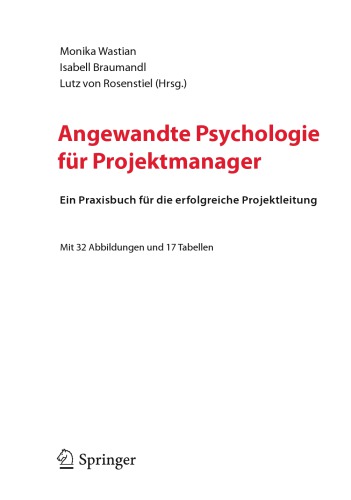 Monika Wastian
Isabell Braumandl
Lutz von Rosenstiel (Hrsg.)
Angewandte Psychologie
für Projektmanager
Ein Praxisbuch für die erfolgreiche Projektleitung
Mit 32 Abbildungen und 17 Tabellen
Springer